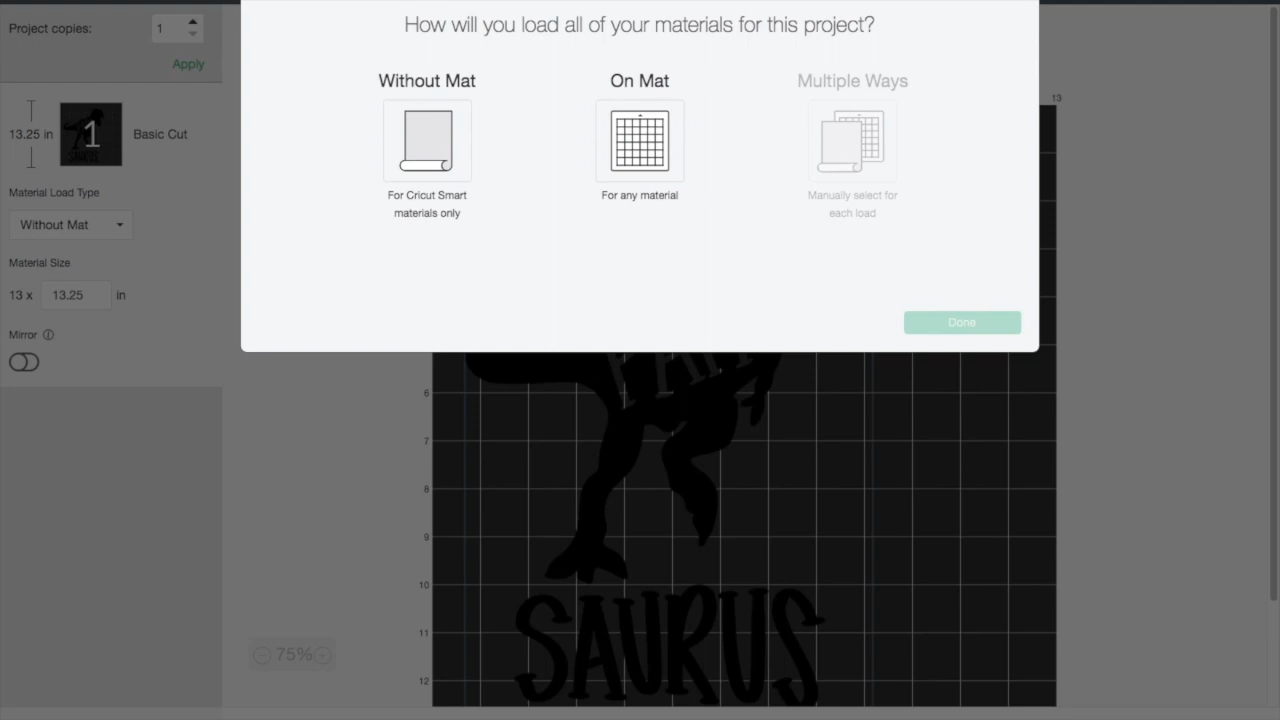 How will you load all of your materials for this project?
Without Mat
On Mat
Multiple Ways
For Cricut Smart
materials only
For any material
Manually select for
each load
Done
Project copies:
1
Apply
13.25 in
1
Basic Cut
SAURUS
Material Load Type
Without Mat
Material Size
13 x
13.25
in
Mirror
13
6
7
8
9
10
11
12
SAURUS
75%